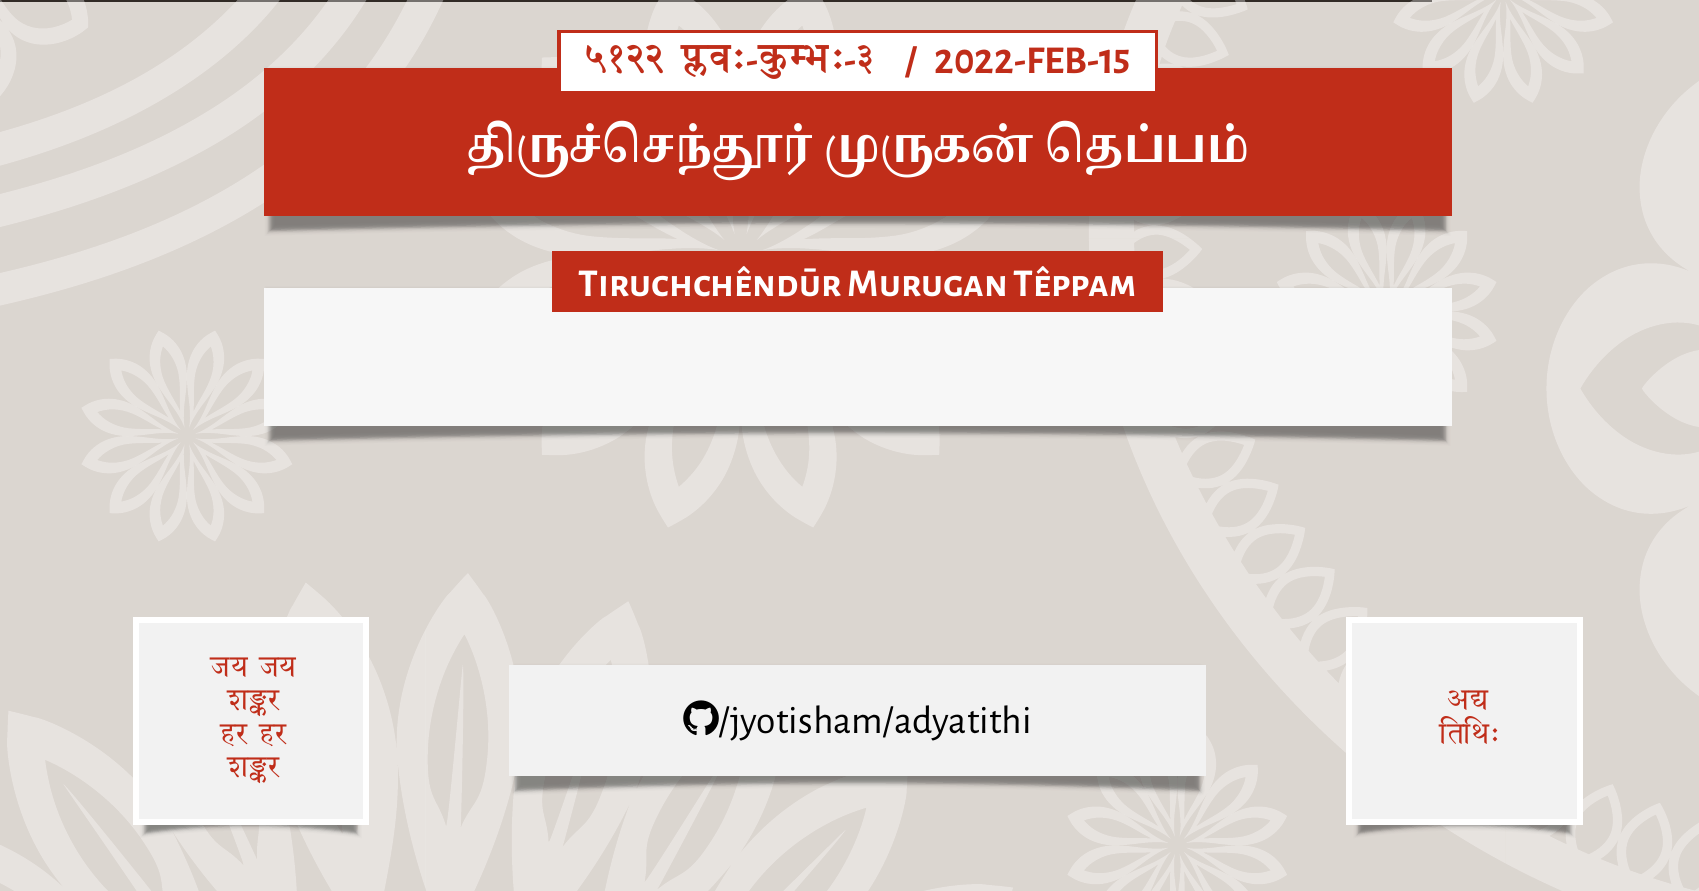 ५१२२ प्लवः-कुम्भः-३ / 2022-FEB-15
திருச்செந்தூர் முருகன் தெப்பம்
Tiruchchêndūr Murugan Têppam
जय जय
शङ्कर
हर हर
शङ्कर
/jyotisham/adyatithi
अद्य
तिथिः